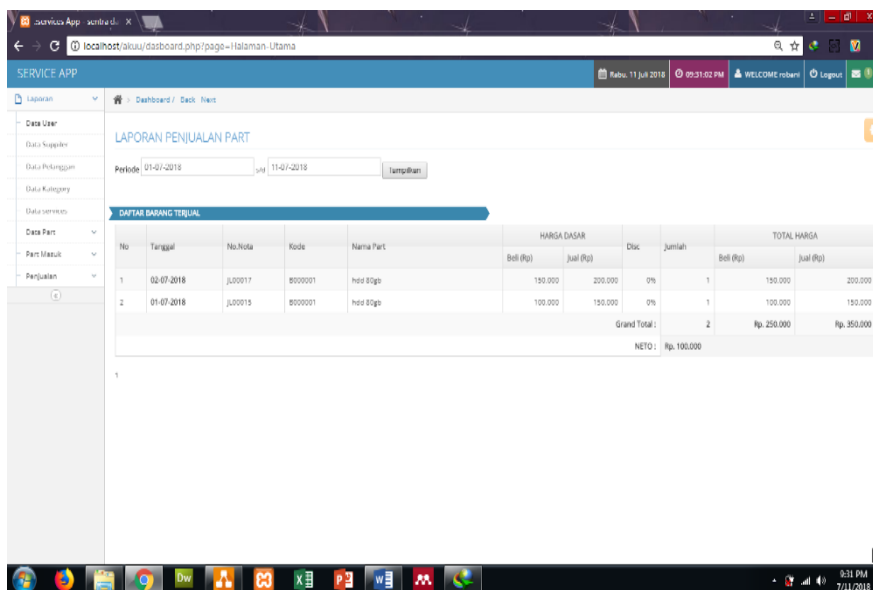 :services App - sentra d
localhost/akuu/dasboard.php?page=Halaman-Utama
SERVICE APP
Rabu, 11 Juli 2018
09:31:02 PM
WELCOME robeni
Logout
Laporan
Dashboard / Back Next
Data User
Data Supplier
Data Pelanggan
Data Kategory
Data services
Data Part
Part Masuk
Penjualan
LAPORAN PENJUALAN PART
Periode 01-07-2018 s/d 11-07-2018 Tampilkan
DAFTAR BARANG TERJUAL
No Tanggal No.Nota Kode Nama Part HARGA DASAR Disc Jumlah TOTAL HARGA
Beli (Rp) Jual (Rp) Beli (Rp) Jual (Rp)
1 02-07-2018 JL00017 B000001 hdd 80gb 150.000 200.000 0% 1 150.000 200.000
2 01-07-2018 JL00015 B000001 hdd 80gb 100.000 150.000 0% 1 100.000 150.000
Grand Total : 2 Rp. 250.000 Rp. 350.000
NETO : Rp. 100.000
1
Dw
9:31 PM
7/11/2018